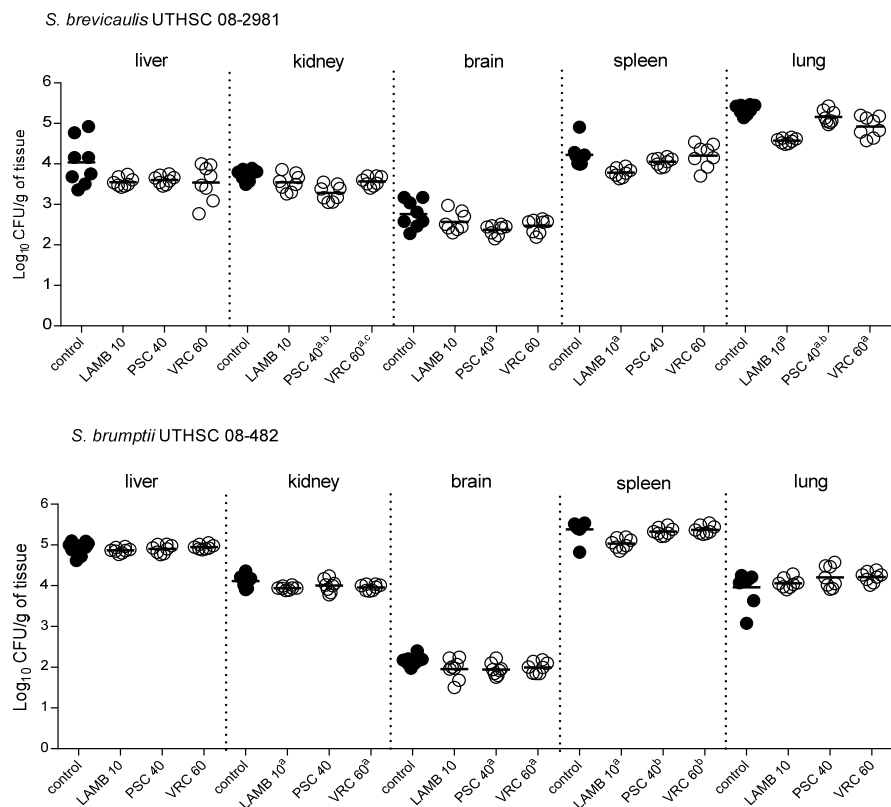 S. brevicaulis UTHSC 08-2981
liver kidney brain spleen lung
Log10 CFU/g of tissue
6
5
4
3
2
1
0
control LAMB 10 PSC 40 VRC 60 control LAMB 10 PSC 40a,b VRC 60a,c control LAMB 10 PSC 40a VRC 60 control LAMB 10a PSC 40 VRC 60 control LAMB 10a PSC 40a,b VRC 60a
S. brumptii UTHSC 08-482
liver kidney brain spleen lung
Log10 CFU/g of tissue
6
5
4
3
2
1
0
control LAMB 10 PSC 40 VRC 60 control LAMB 10a PSC 40 VRC 60a control LAMB 10 PSC 40a VRC 60a control LAMB 10a PSC 40b VRC 60b control LAMB 10 PSC 40 VRC 60